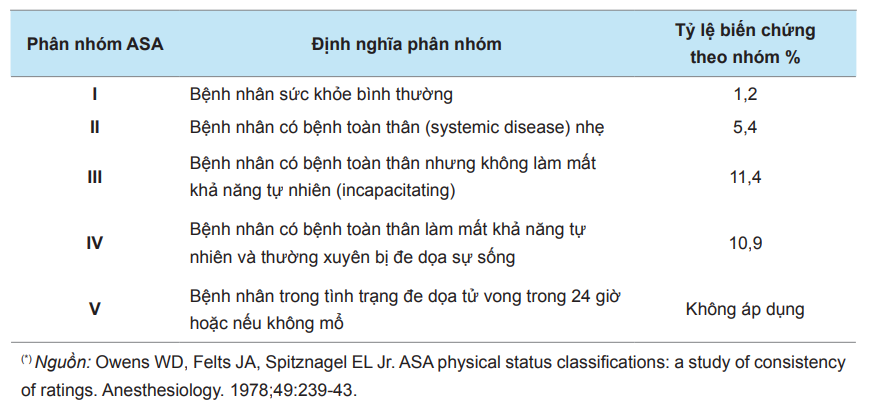 Phân nhóm ASA Định nghĩa phân nhóm Tỷ lệ biến chứng
theo nhóm %
I Bệnh nhân sức khỏe bình thường 1,2
II Bệnh nhân có bệnh toàn thân (systemic disease) nhẹ 5,4
III Bệnh nhân có bệnh toàn thân nhưng không làm mất
khả năng tự nhiên (incapacitating) 11,4
IV Bệnh nhân có bệnh toàn thân làm mất khả năng tự
nhiên và thường xuyên bị đe dọa sự sống 10,9
V Bệnh nhân trong tình trạng đe dọa tử vong trong 24 giờ
hoặc nếu không mổ Không áp dụng
(*) Nguồn: Owens WD, Felts JA, Spitznagel EL Jr. ASA physical status classifications: a study of consistency
of ratings. Anesthesiology. 1978;49:239-43.